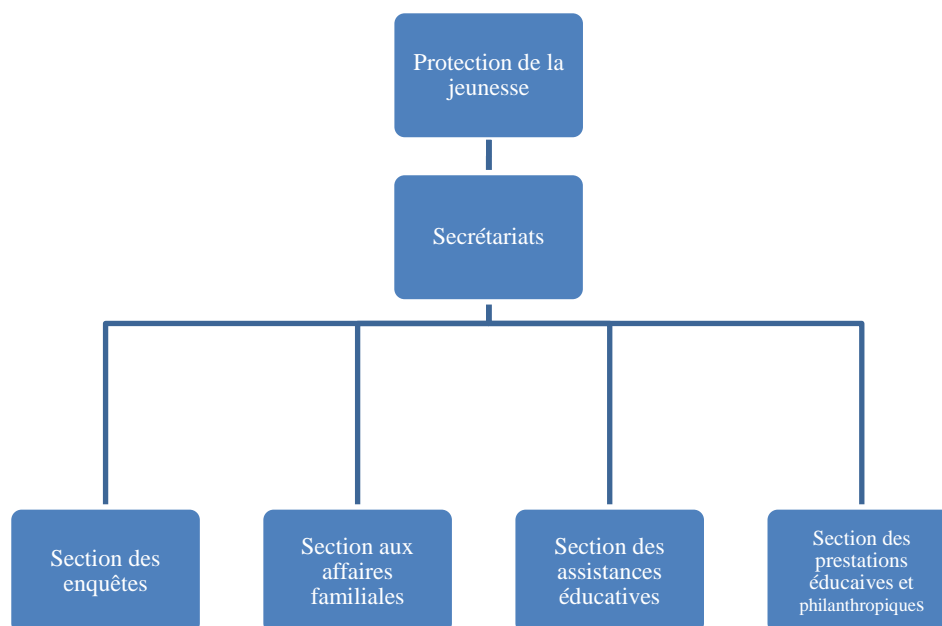 Protection de la
jeunesse
Secrétariats
Section des
enquêtes
Section aux
affaires
familiales
Section des
assistances
éducatives
Section des
prestations
éducaives et
philanthropiques